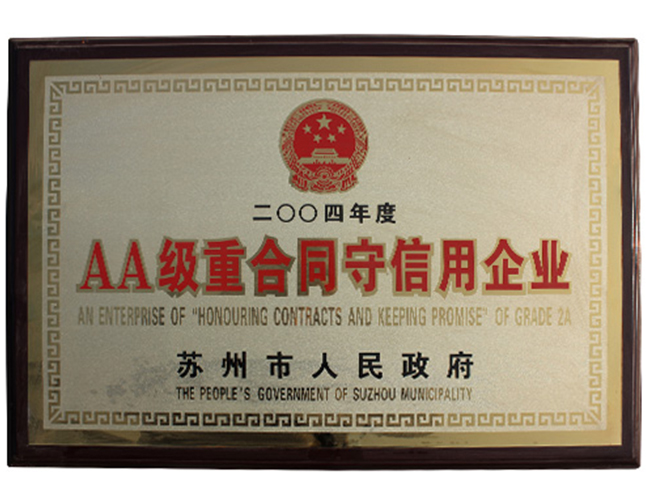 二〇〇四年度
AA级重合同守信用企业
AN ENTERPRISE OF "HONOURING CONTRACTS AND KEEPING PROMISE" OF GRADE 2A
苏州市人民政府
THE PEOPLE'S GOVERNMENT OF SUZHOU MUNICIPALITY